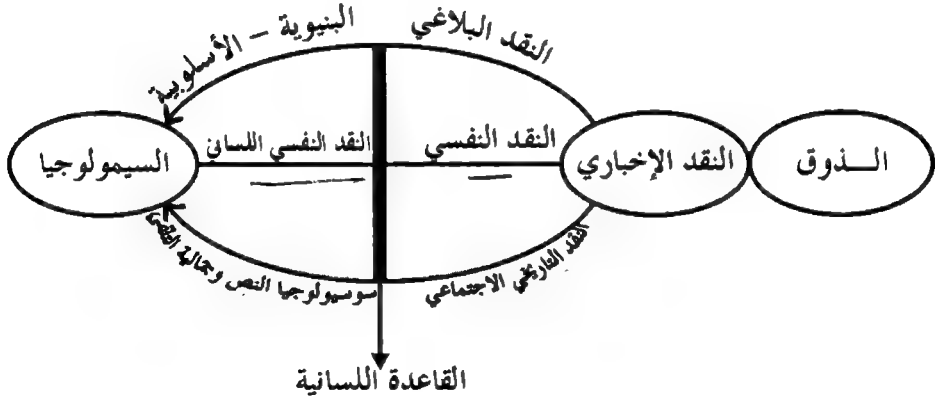 النقد البلاغي
البنيوية – الأسلوبية
الـــذوق
النقد الإخباري
النقد النفسي
النقد النفسي اللساني
السيمولوجيا
النقد التاريخي الاجتماعي
سوسيولوجيا النص وجمالية التلقي
القاعدة اللسانية